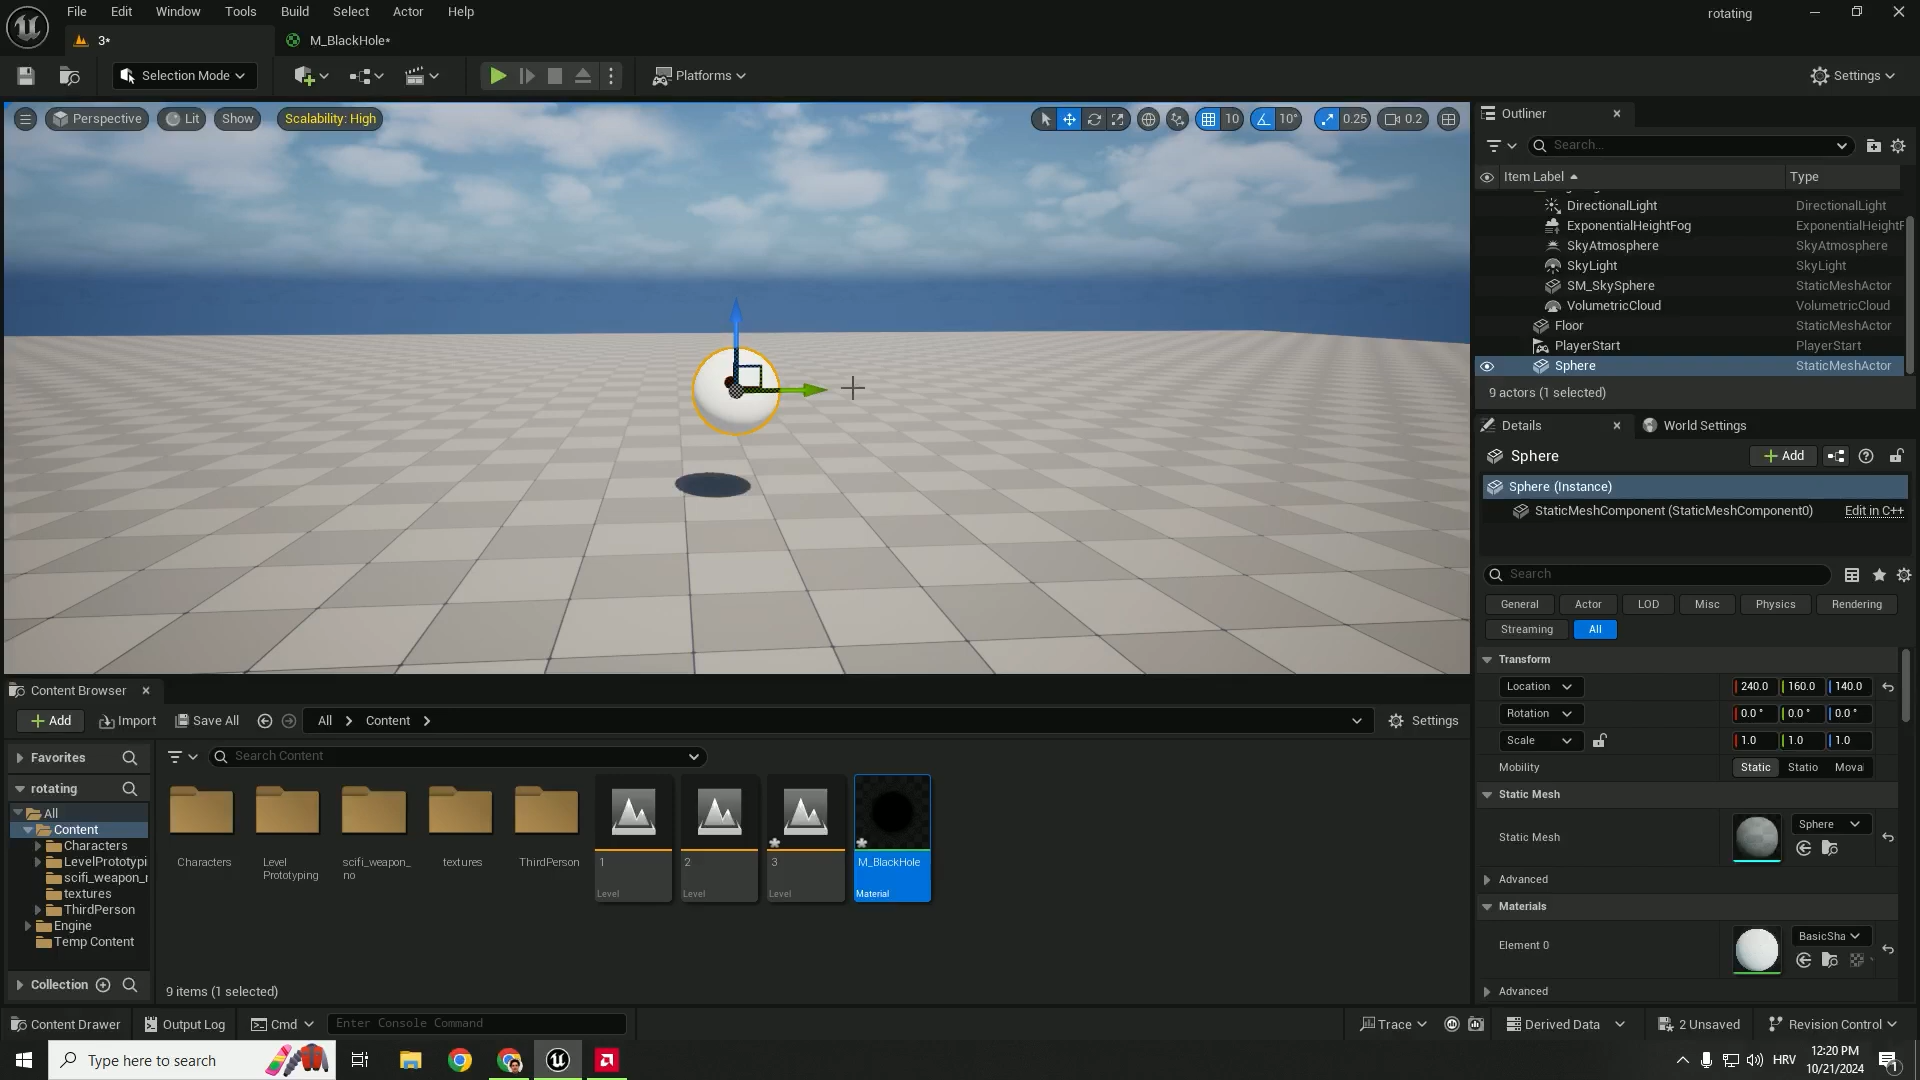 File Edit Window Tools Build Select Actor Help
rotating
3*
M_BlackHole*
Selection Mode
Platforms
Settings
Perspective
Lit
Show
Scalability: High
10
10°
0.25
0.2
Outliner
Search...
Item Label
Type
DirectionalLight DirectionalLight
ExponentialHeightFog ExponentialHeightF
SkyAtmosphere SkyAtmosphere
SkyLight SkyLight
SM_SkySphere StaticMeshActor
VolumetricCloud VolumetricCloud
Floor StaticMeshActor
PlayerStart PlayerStart
Sphere StaticMeshActor
9 actors (1 selected)
Details
World Settings
Sphere
Add
Sphere (Instance)
StaticMeshComponent (StaticMeshComponent0) Edit in C++
Search
General Actor LOD Misc Physics Rendering
Streaming All
Transform
Location 240.0 160.0 140.0
Rotation 0.0° 0.0° 0.0°
Scale 1.0 1.0 1.0
Mobility Static Statio Moval
Static Mesh
Static Mesh
Sphere
Advanced
Materials
Element 0
BasicSha
Advanced
Content Browser
Add Import Save All All Content Settings
Favorites
Search Content
rotating
All
Content
Characters
LevelPrototypi
scifi_weapon_r
textures
ThirdPerson
Engine
Temp Content
Collection
Characters
Level
Prototyping
scifi_weapon_
no
textures
ThirdPerson
1
Level
2
Level
3
Level
M_BlackHole
Material
9 items (1 selected)
Content Drawer Output Log Cmd Enter Console Command Trace Derived Data 2 Unsaved Revision Control
Type here to search
HRV
12:20 PM
10/21/2024
1